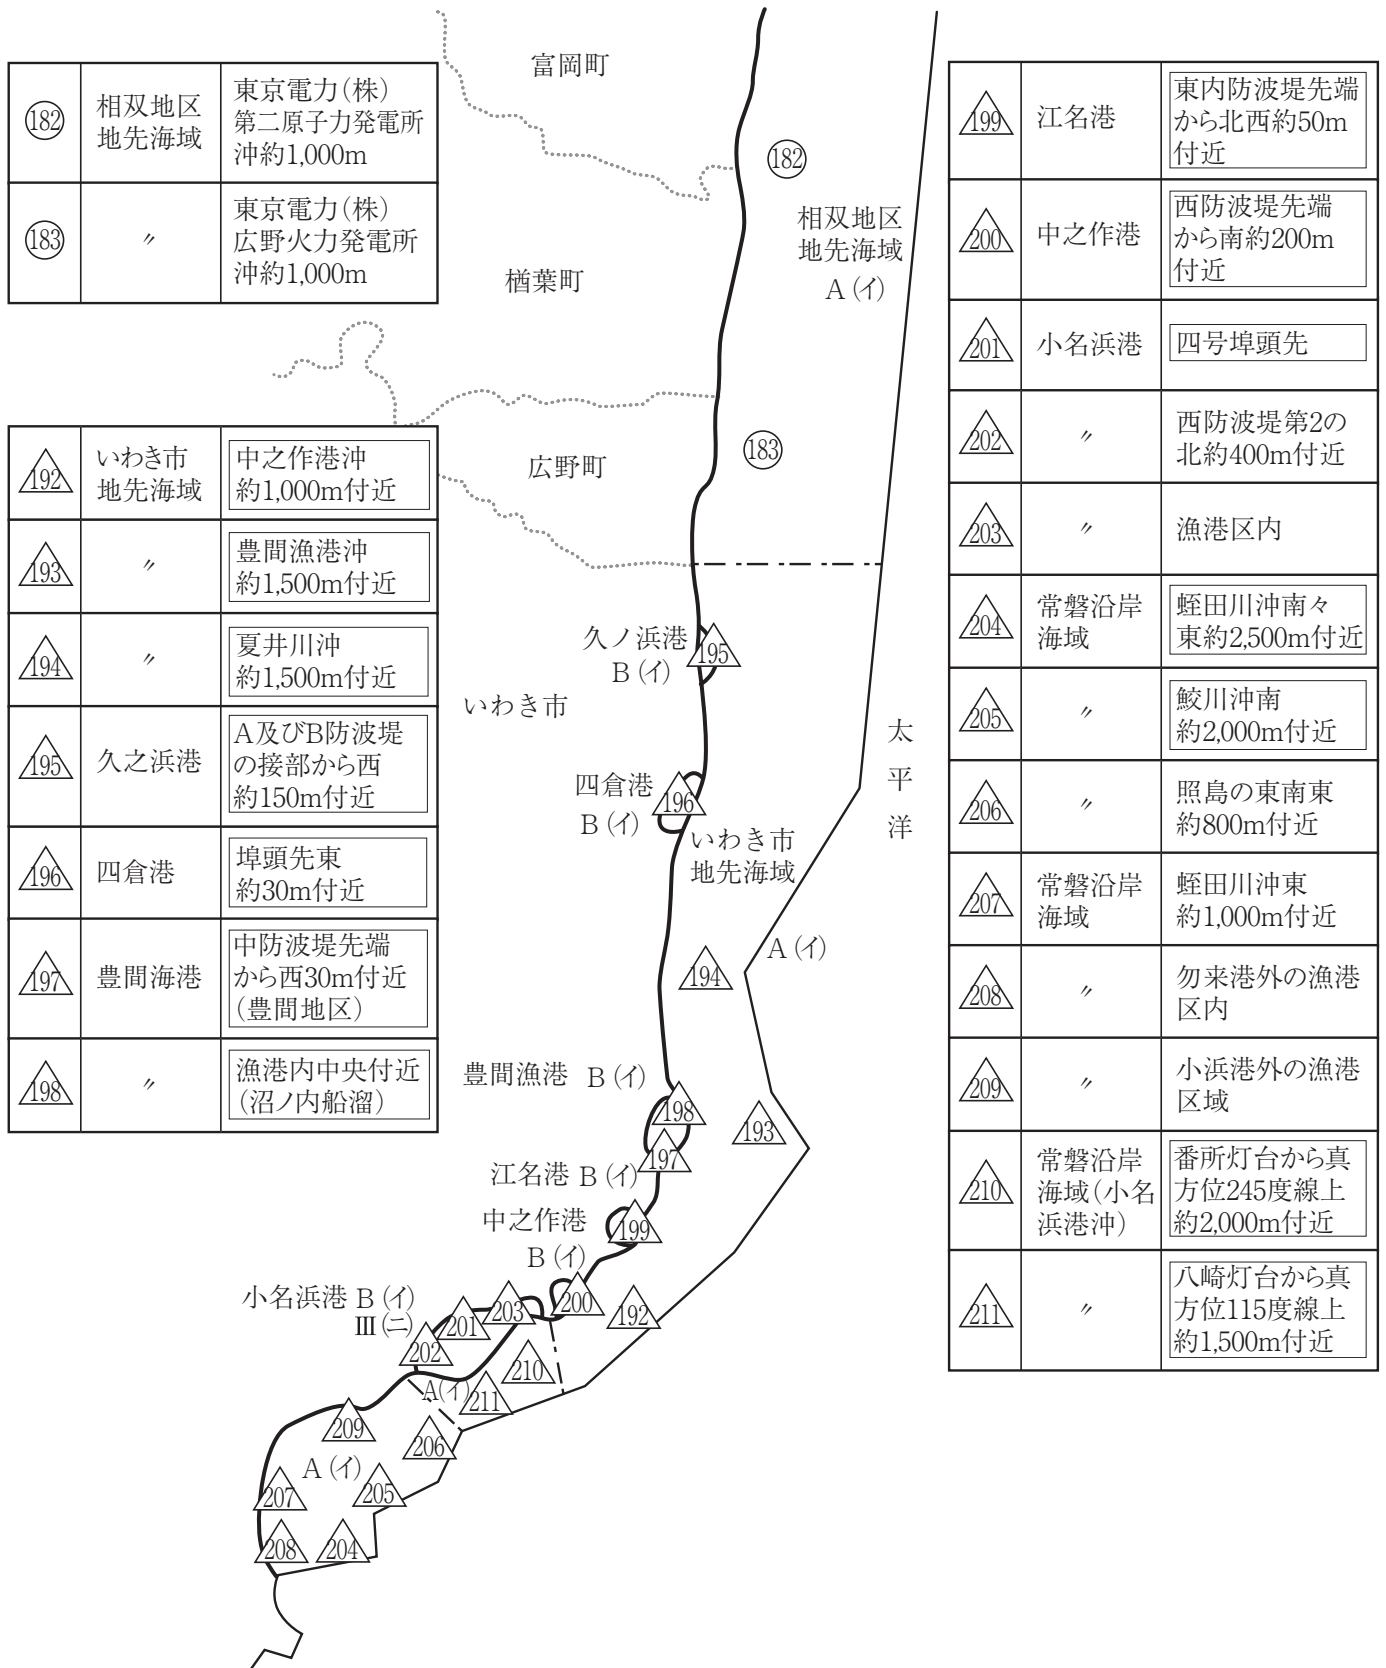 182
相双地区
地先海域
東京電力(株)
第二原子力発電所
沖約1,000m
183
〃
東京電力(株)
広野火力発電所
沖約1,000m
192
いわき市
地先海域
中之作港沖
約1,000m付近
193
〃
豊間漁港沖
約1,500m付近
194
〃
夏井川沖
約1,500m付近
195
久之浜港
A及びB防波堤
の接部から西
約150m付近
196
四倉港
埠頭先東
約30m付近
197
豊間海港
中防波堤先端
から西30m付近
(豊間地区)
198
〃
漁港内中央付近
(沼ノ内船溜)
富岡町
182
相双地区
地先海域
A(イ)
楢葉町
183
広野町
久ノ浜港
B(イ)
195
いわき市
太平洋
四倉港
B(イ)
196
いわき市
地先海域
A(イ)
194
豊間漁港 B(イ)
198
193
197
江名港 B(イ)
199
中之作港
B(イ)
200
192
小名浜港 B(イ)
Ⅲ(ニ)
203
201
202
210
A(イ)
211
209
206
A(イ)
207
205
208
204
199
江名港
東内防波堤先端
から北西約50m
付近
200
中之作港
西防波堤先端
から南約200m
付近
201
小名浜港
四号埠頭先
202
〃
西防波堤第2の
北約400m付近
203
〃
漁港区内
204
常磐沿岸
海域
蛭田川沖南々
東約2,500m付近
205
〃
鮫川沖南
約2,000m付近
206
〃
照島の東南東
約800m付近
207
常磐沿岸
海域
蛭田川沖東
約1,000m付近
208
〃
勿来港外の漁港
区内
209
〃
小浜港外の漁港
区域
210
常磐沿岸
海域(小名
浜港沖)
番所灯台から真
方位245度線上
約2,000m付近
211
〃
八崎灯台から真
方位115度線上
約1,500m付近